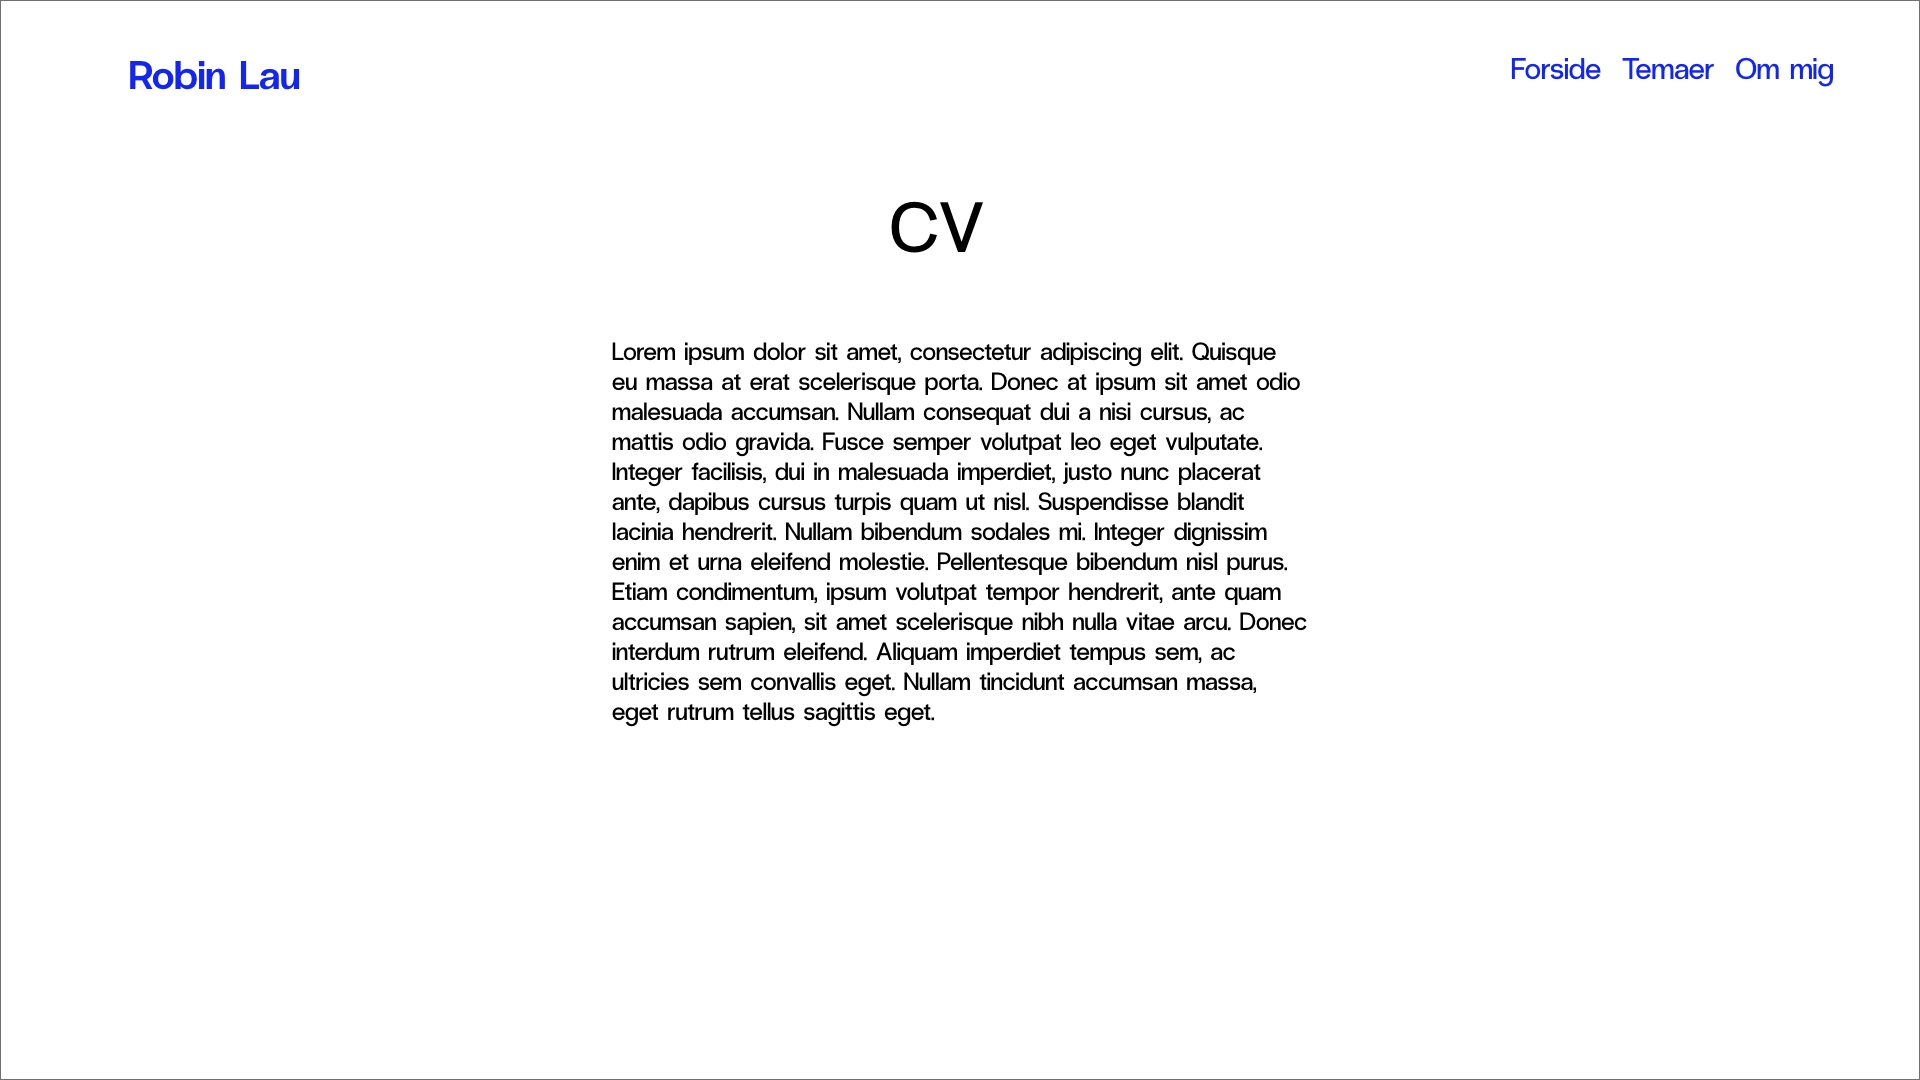 Robin Lau
Forside Temaer Om mig
CV
Lorem ipsum dolor sit amet, consectetur adipiscing elit. Quisque
eu massa at erat scelerisque porta. Donec at ipsum sit amet odio
malesuada accumsan. Nullam consequat dui a nisi cursus, ac
mattis odio gravida. Fusce semper volutpat leo eget vulputate.
Integer facilisis, dui in malesuada imperdiet, justo nunc placerat
ante, dapibus cursus turpis quam ut nisl. Suspendisse blandit
lacinia hendrerit. Nullam bibendum sodales mi. Integer dignissim
enim et urna eleifend molestie. Pellentesque bibendum nisl purus.
Etiam condimentum, ipsum volutpat tempor hendrerit, ante quam
accumsan sapien, sit amet scelerisque nibh nulla vitae arcu. Donec
interdum rutrum eleifend. Aliquam imperdiet tempus sem, ac
ultricies sem convallis eget. Nullam tincidunt accumsan massa,
eget rutrum tellus sagittis eget.